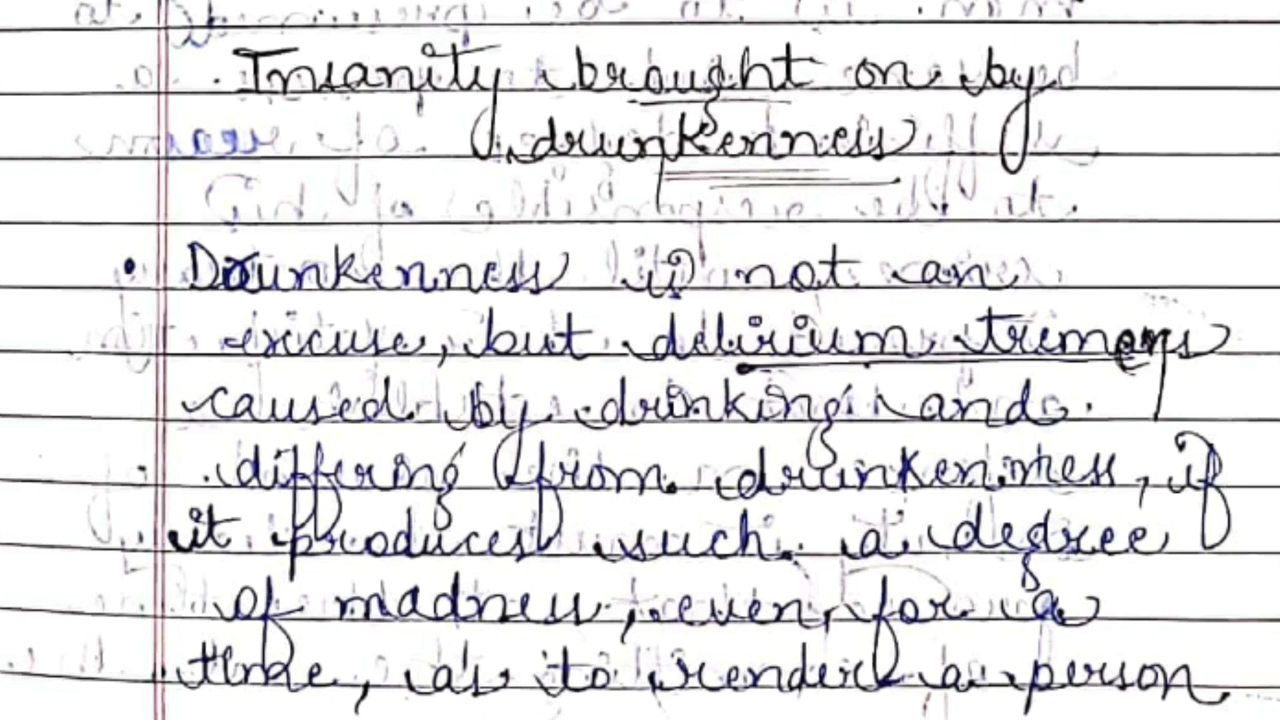 Insanity brought on by
drunkenness
• Drunkenness is not an
excuse, but delirium tremens
caused by drinking and
differing from drunkenness, if
it produces such a degree
of madness, even for a
time, as to render a person